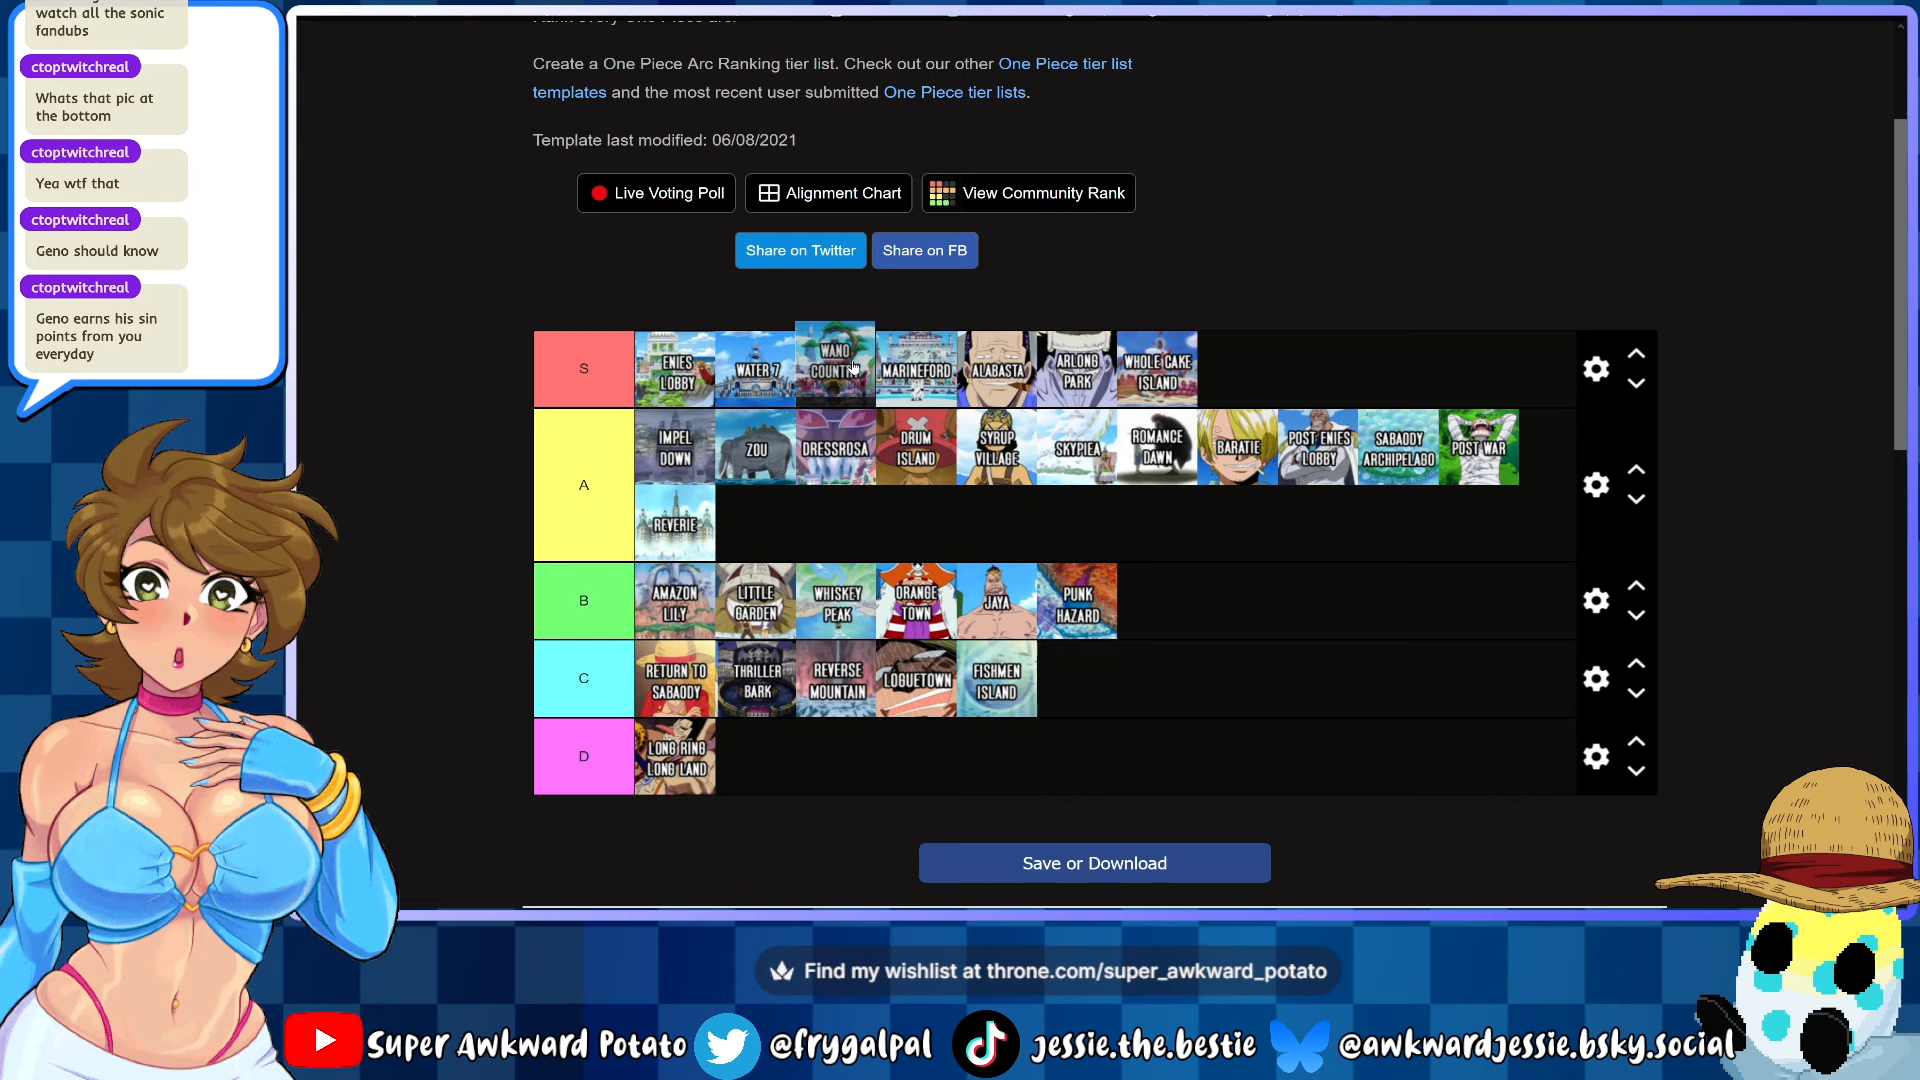 watch all the sonic
fandubs
ctoptwitchreal
Whats that pic at
the bottom
ctoptwitchreal
Yea wtf that
ctoptwitchreal
Geno should know
ctoptwitchreal
Geno earns his sin
points from you
everyday
Create a One Piece Arc Ranking tier list. Check out our other One Piece tier list
templates and the most recent user submitted One Piece tier lists.
Template last modified: 06/08/2021
Live Voting Poll
Alignment Chart
View Community Rank
Share on Twitter
Share on FB
S
ENIES
LOBBY
WATER 7
WANO
COUNTRY
MARINEFORD
ALABASTA
ARLONG
PARK
WHOLE CAKE
ISLAND
A
IMPEL
DOWN
ZOU
DRESSROSA
DRUM
ISLAND
SYRUP
VILLAGE
SKYPIEA
ROMANCE
DAWN
BARATIE
POST ENIES
LOBBY
SABAODY
ARCHIPELAGO
POST WAR
REVERIE
B
AMAZON
LILY
LITTLE
GARDEN
WHISKEY
PEAK
ORANGE
TOWN
JAYA
PUNK
HAZARD
C
RETURN TO
SABAODY
THRILLER
BARK
REVERSE
MOUNTAIN
LOGUETOWN
FISHMEN
ISLAND
D
LONG RING
LONG LAND
Save or Download
Find my wishlist at throne.com/super_awkward_potato
Super Awkward Potato
@frygalpal
jessie.the.bestie
@awkwardjessie.bsky.social